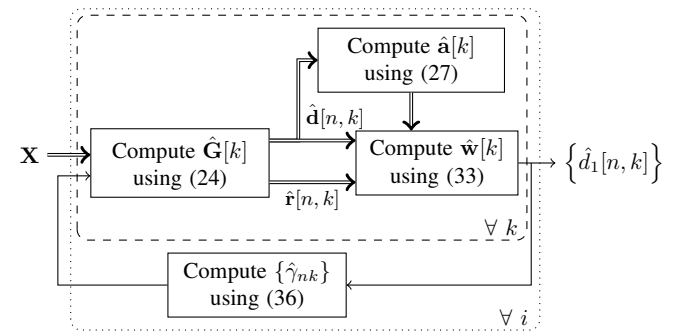 Compute â[k]
using (27)
d̂[n, k]
X
Compute Ĝ[k]
using (24)
Compute ŵ[k]
using (33)
{d̂₁[n, k]}
r̂[n, k]
∀ k
Compute {γ̂ₙₖ}
using (36)
∀ i